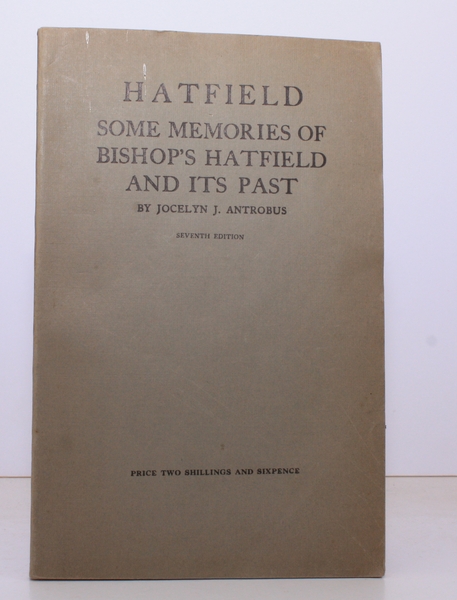 HATFIELD
SOME MEMORIES OF
BISHOP'S HATFIELD
AND ITS PAST
BY JOCELYN J. ANTROBUS
SEVENTH EDITION
PRICE TWO SHILLINGS AND SIXPENCE